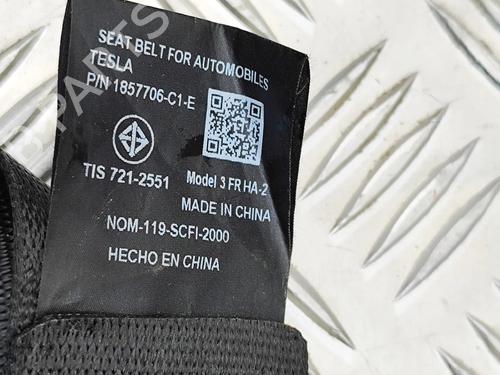 SEAT BELT FOR AUTOMOBILES
TESLA
P/N 1857706-C1-E
TIS 721-2551
Model 3 FR HA-2
MADE IN CHINA
NOM-119-SCFI-2000
HECHO EN CHINA